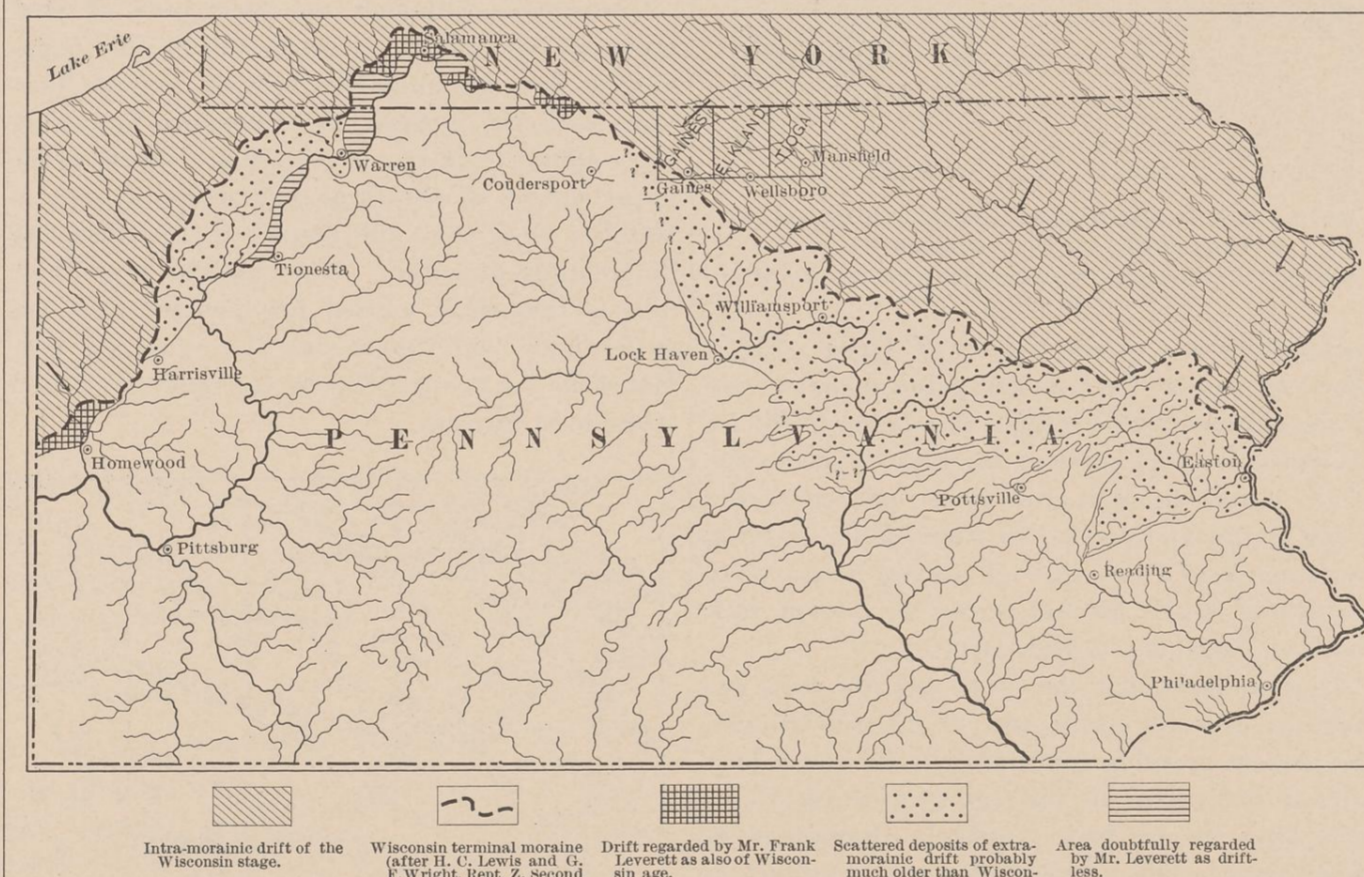 Lake Erie
Salamanca
NEW YORK
GAINES
ELKLAND
TIOGA
Warren
Coudersport
Gaines
Wellsboro
Mansfield
Tionesta
Williamsport
Lock Haven
Harrisville
PENNSYLVANIA
Homewood
Easton
Pottsville
Pittsburg
Reading
Philadelphia
Intra-morainic drift of the
Wisconsin stage.
Wisconsin terminal moraine
(after H. C. Lewis and G.
F. Wright, Rept. Z, Second
Drift regarded by Mr. Frank
Leverett as also of Wiscon-
sin age.
Scattered deposits of extra-
morainic drift probably
much older than Wiscon-
Area doubtfully regarded
by Mr. Leverett as drift-
less.